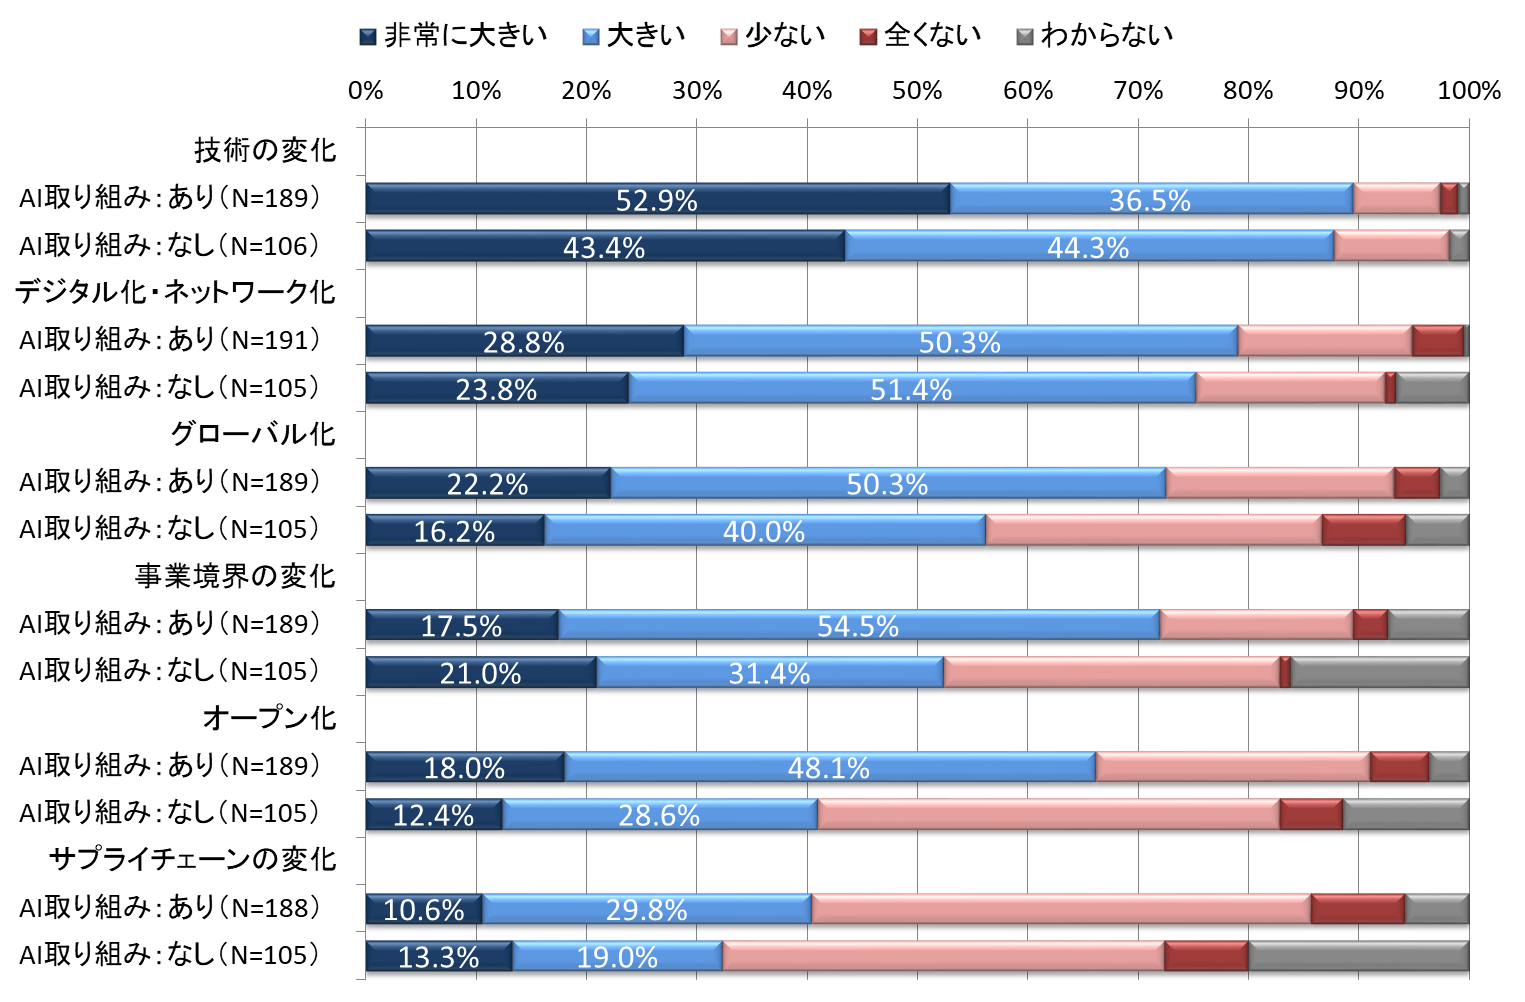 非常に大きい 大きい 少ない 全くない わからない
0% 10% 20% 30% 40% 50% 60% 70% 80% 90% 100%
技術の変化
AI取り組み：あり（N=189） 52.9% 36.5%
AI取り組み：なし（N=106） 43.4% 44.3%
デジタル化・ネットワーク化
AI取り組み：あり（N=191） 28.8% 50.3%
AI取り組み：なし（N=105） 23.8% 51.4%
グローバル化
AI取り組み：あり（N=189） 22.2% 50.3%
AI取り組み：なし（N=105） 16.2% 40.0%
事業境界の変化
AI取り組み：あり（N=189） 17.5% 54.5%
AI取り組み：なし（N=105） 21.0% 31.4%
オープン化
AI取り組み：あり（N=189） 18.0% 48.1%
AI取り組み：なし（N=105） 12.4% 28.6%
サプライチェーンの変化
AI取り組み：あり（N=188） 10.6% 29.8%
AI取り組み：なし（N=105） 13.3% 19.0%